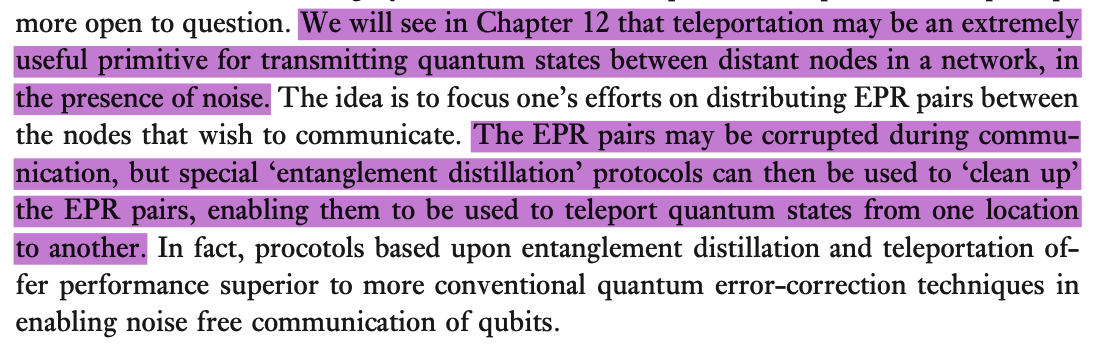 more open to question. We will see in Chapter 12 that teleportation may be an extremely
useful primitive for transmitting quantum states between distant nodes in a network, in
the presence of noise. The idea is to focus one’s efforts on distributing EPR pairs between
the nodes that wish to communicate. The EPR pairs may be corrupted during commu-
nication, but special ‘entanglement distillation’ protocols can then be used to ‘clean up’
the EPR pairs, enabling them to be used to teleport quantum states from one location
to another. In fact, procotols based upon entanglement distillation and teleportation of-
fer performance superior to more conventional quantum error-correction techniques in
enabling noise free communication of qubits.